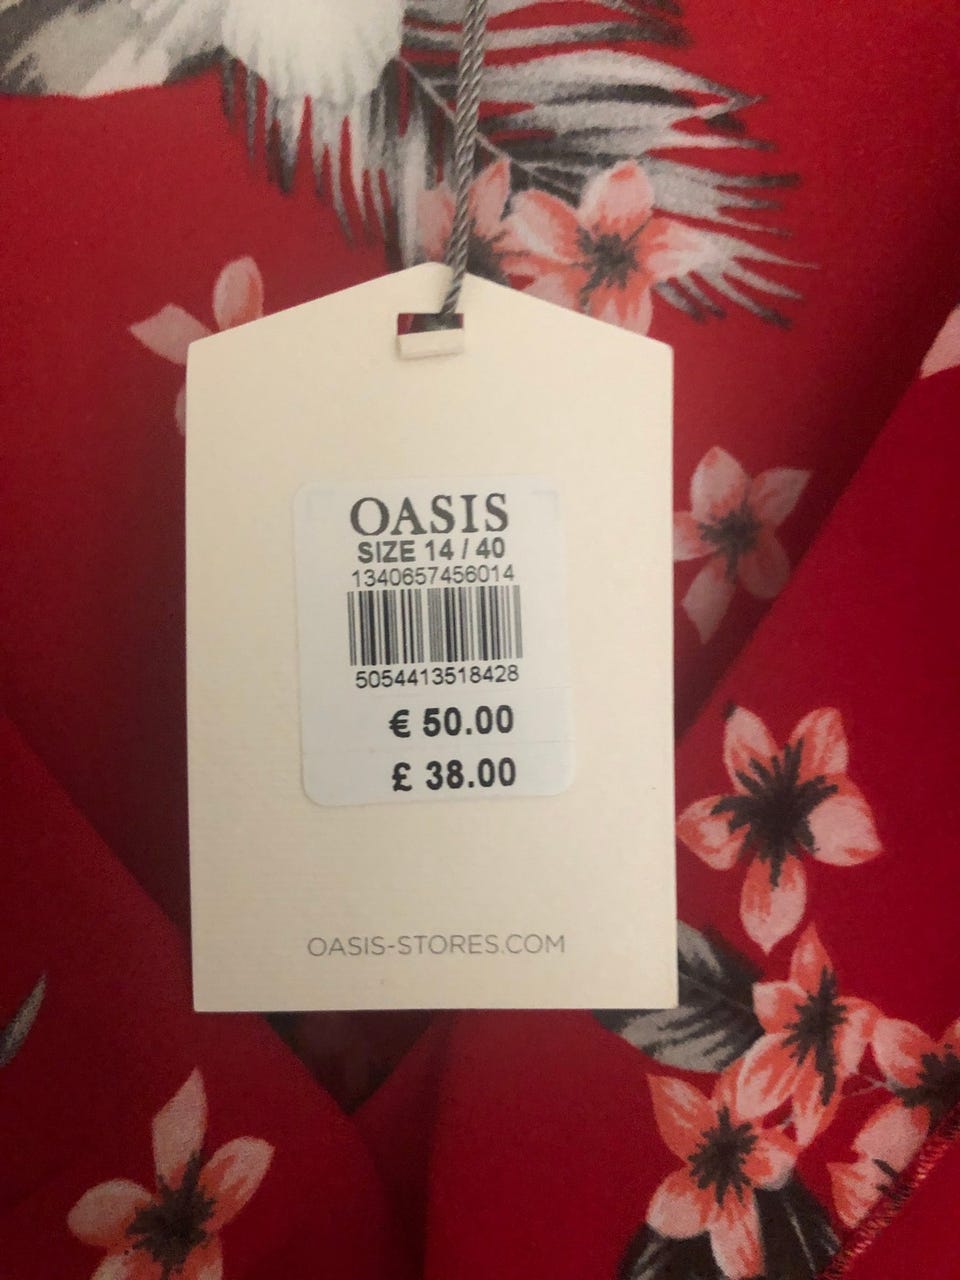 OASIS
SIZE 14 / 40
1340657456014
5054413518428
€ 50.00
£ 38.00
OASIS-STORES.COM